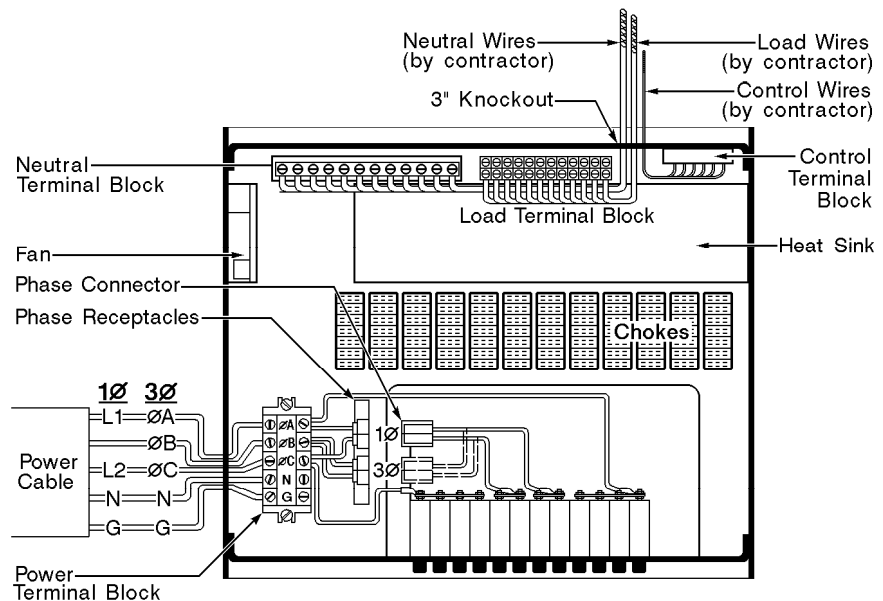 Neutral Wires
(by contractor)
Load Wires
(by contractor)
3" Knockout
Control Wires
(by contractor)
Neutral
Terminal Block
Control
Terminal
Block
Load Terminal Block
Fan
Heat Sink
Phase Connector
Phase Receptacles
Chokes
1Ø 3Ø
L1 ØA
ØB
L2 ØC
N N
G G
Power
Cable
ØA
ØB
ØC
N
G
1Ø
3Ø
Power
Terminal Block